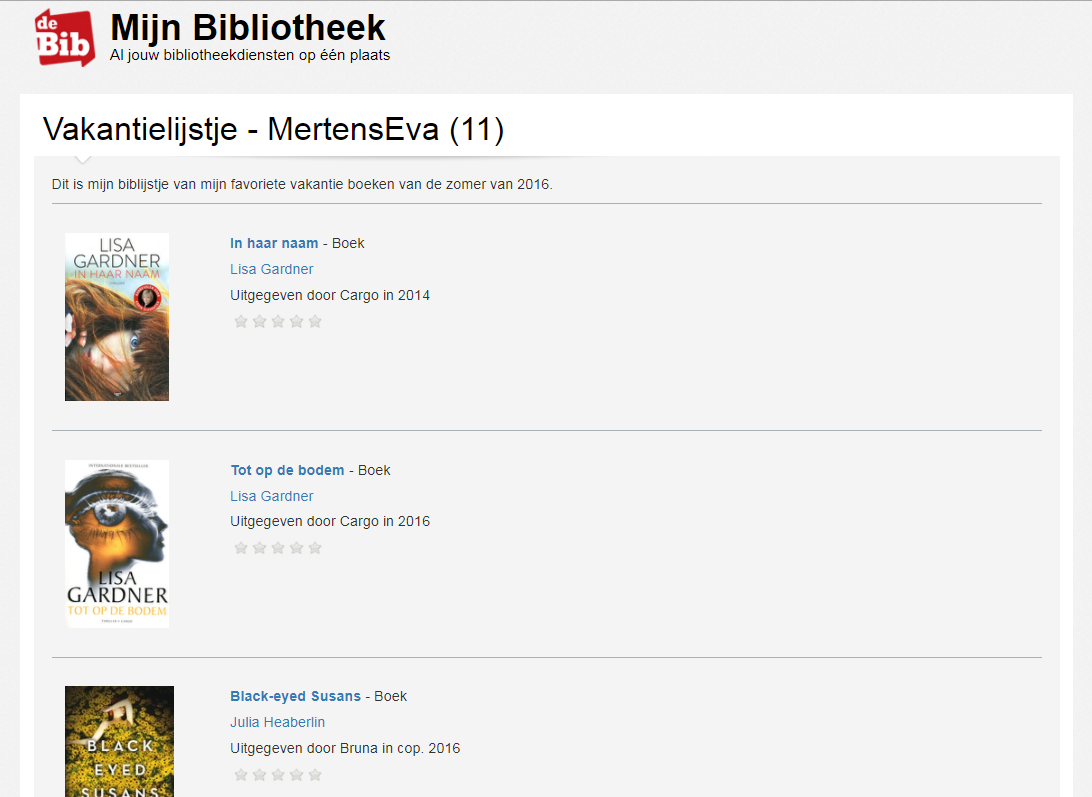 de
Bib
Mijn Bibliotheek
Al jouw bibliotheekdiensten op één plaats
Vakantielijstje - MertensEva (11)
Dit is mijn biblijstje van mijn favoriete vakantie boeken van de zomer van 2016.
LISA
GARDNER
IN HAAR NAAM
In haar naam - Boek
Lisa Gardner
Uitgegeven door Cargo in 2014
INTERNATIONALE BESTSELLER
LISA
GARDNER
TOT OP DE BODEM
Tot op de bodem - Boek
Lisa Gardner
Uitgegeven door Cargo in 2016
BLACK
EYED
SUSANS
Black-eyed Susans - Boek
Julia Heaberlin
Uitgegeven door Bruna in cop. 2016